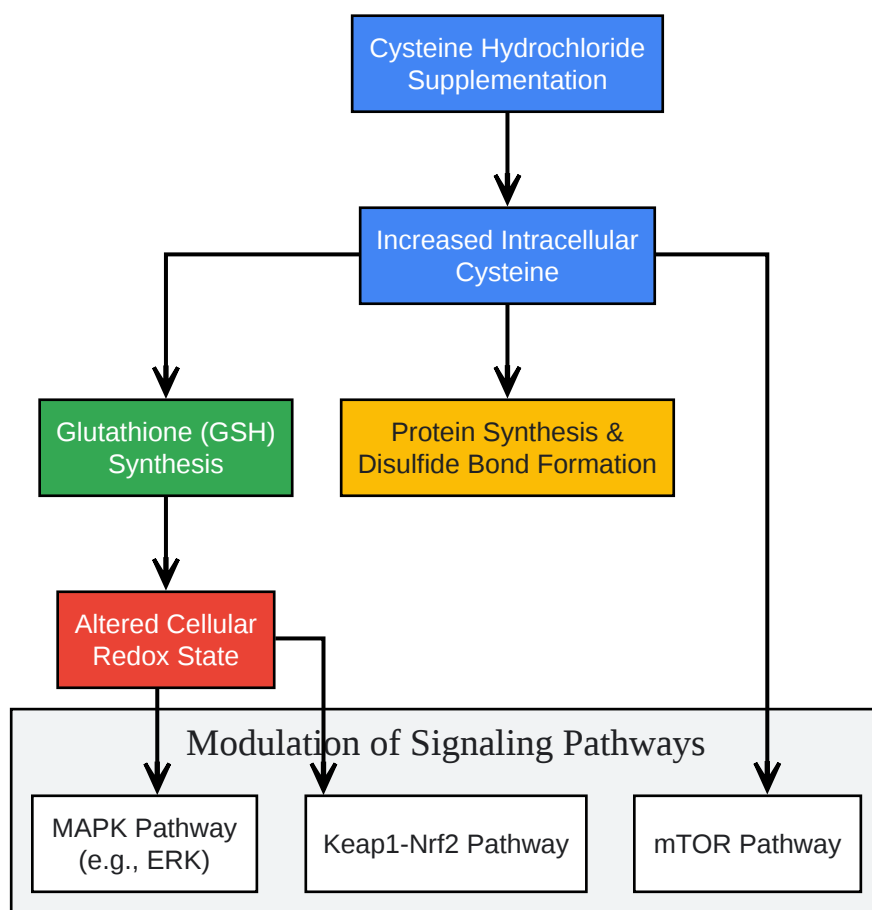 Cysteine Hydrochloride
Supplementation
Increased Intracellular
Cysteine
Glutathione (GSH)
Synthesis
Protein Synthesis &
Disulfide Bond Formation
Altered Cellular
Redox State
Modulation of Signaling Pathways
MAPK Pathway
(e.g., ERK)
Keap1-Nrf2 Pathway
mTOR Pathway